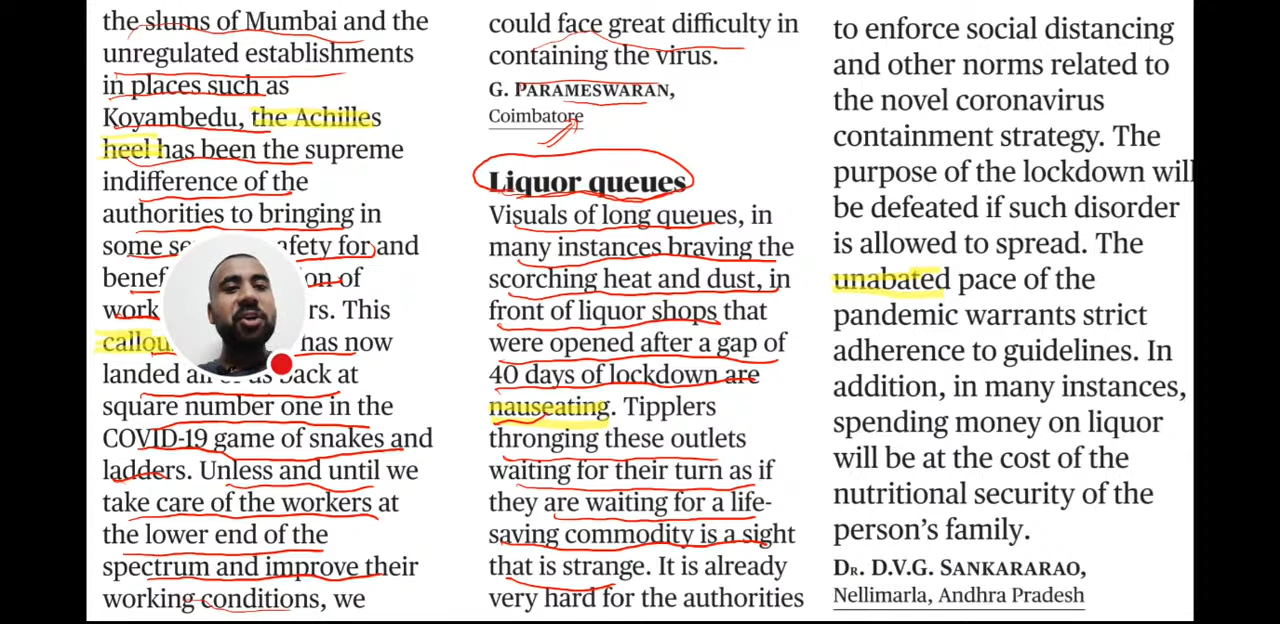 the slums of Mumbai and the
unregulated establishments
in places such as
Koyambedu, the Achilles
heel has been the supreme
indifference of the
authorities to bringing in
some afety for and
of
work rs. This
has now
landed back at
square number one in the
COVID-19 game of snakes and
ladders. Unless and until we
take care of the workers at
the lower end of the
spectrum and improve their
working conditions, we
could face great difficulty in
containing the virus.
G. PARAMESWARAN,
Coimbatore
Liquor queues
Visuals of long queues, in
many instances braving the
scorching heat and dust, in
front of liquor shops that
were opened after a gap of
40 days of lockdown are
nauseating. Tipplers
thronging these outlets
waiting for their turn as if
they are waiting for a life-
saving commodity is a sight
that is strange. It is already
very hard for the authorities
to enforce social distancing
and other norms related to
the novel coronavirus
containment strategy. The
purpose of the lockdown will
be defeated if such disorder
is allowed to spread. The
unabated pace of the
pandemic warrants strict
adherence to guidelines. In
addition, in many instances,
spending money on liquor
will be at the cost of the
nutritional security of the
person's family.
DR. D.V.G. SANKARARAO,
Nellimarla, Andhra Pradesh